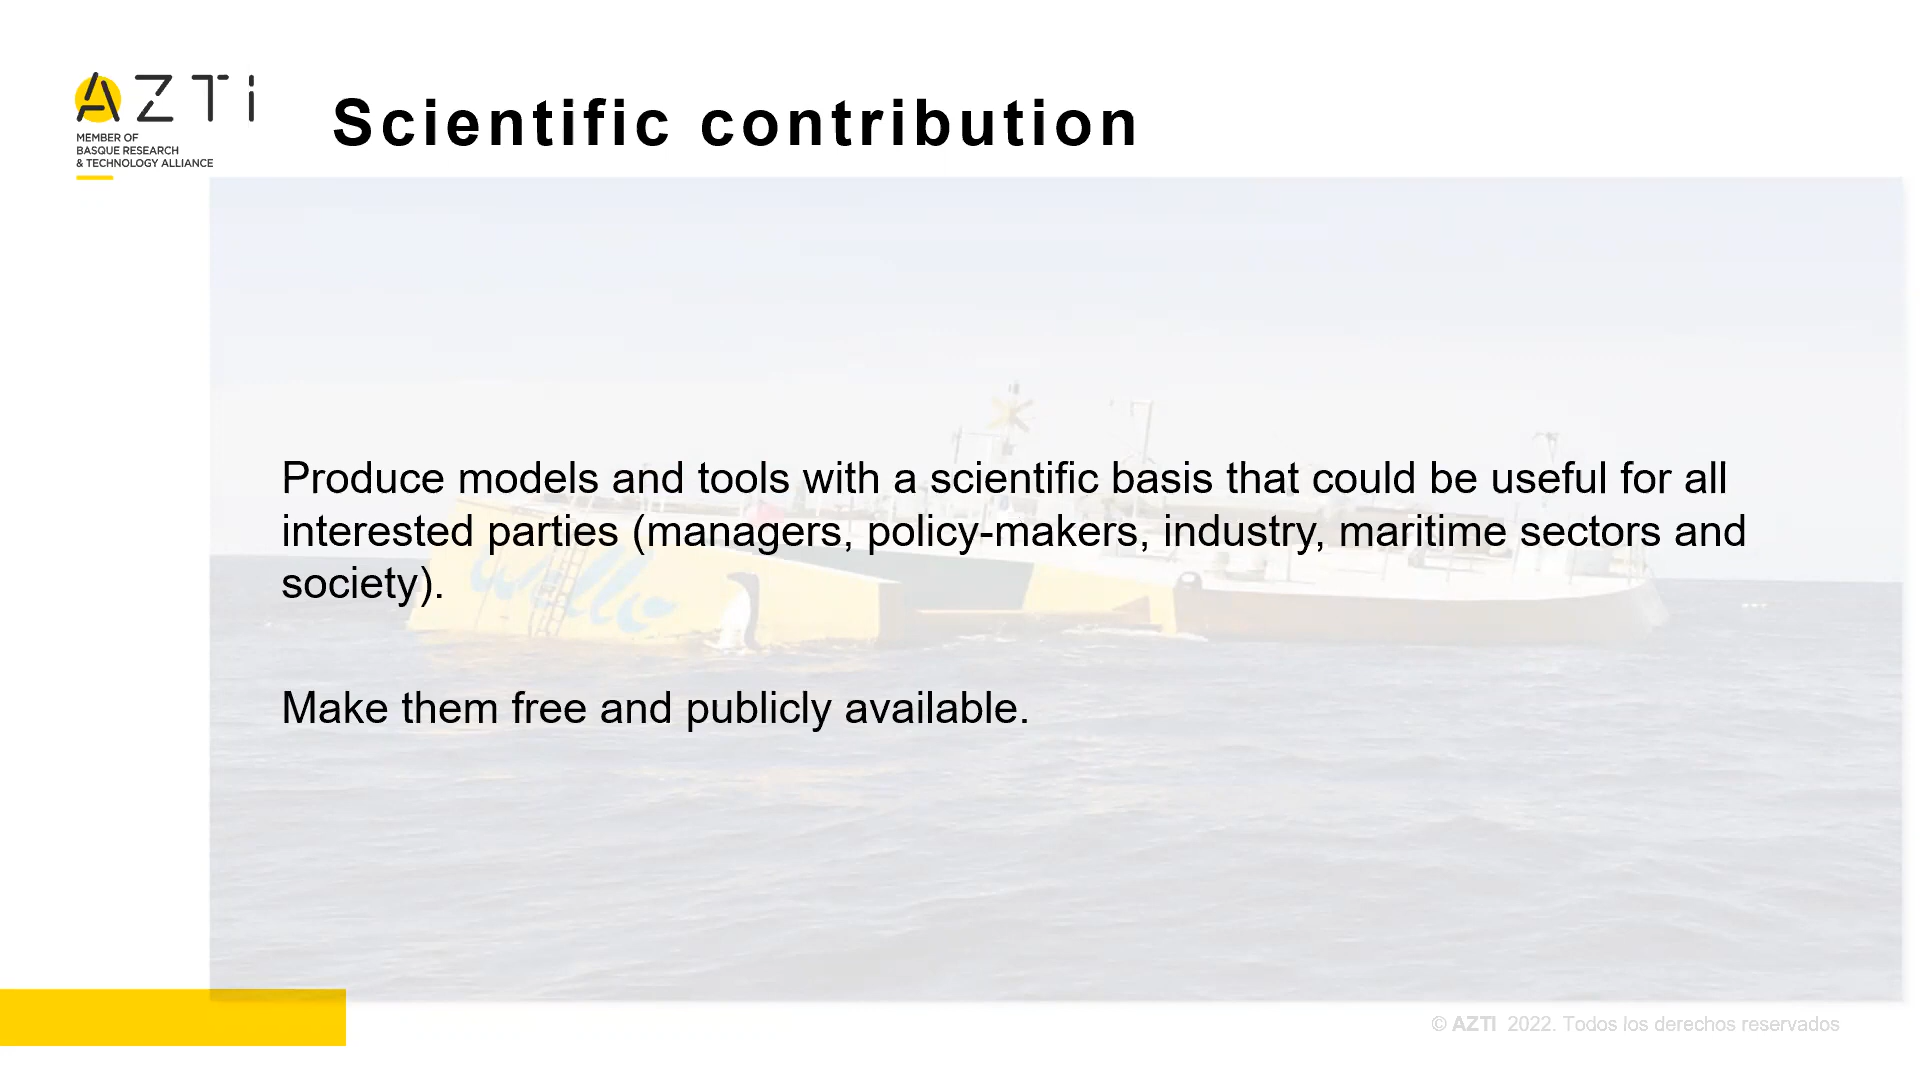 AZTi
MEMBER OF
BASQUE RESEARCH
& TECHNOLOGY ALLIANCE
Scientific contribution
Produce models and tools with a scientific basis that could be useful for all
interested parties (managers, policy-makers, industry, maritime sectors and
society).
wello
Make them free and publicly available.
© AZTI 2022. Todos los derechos reservados